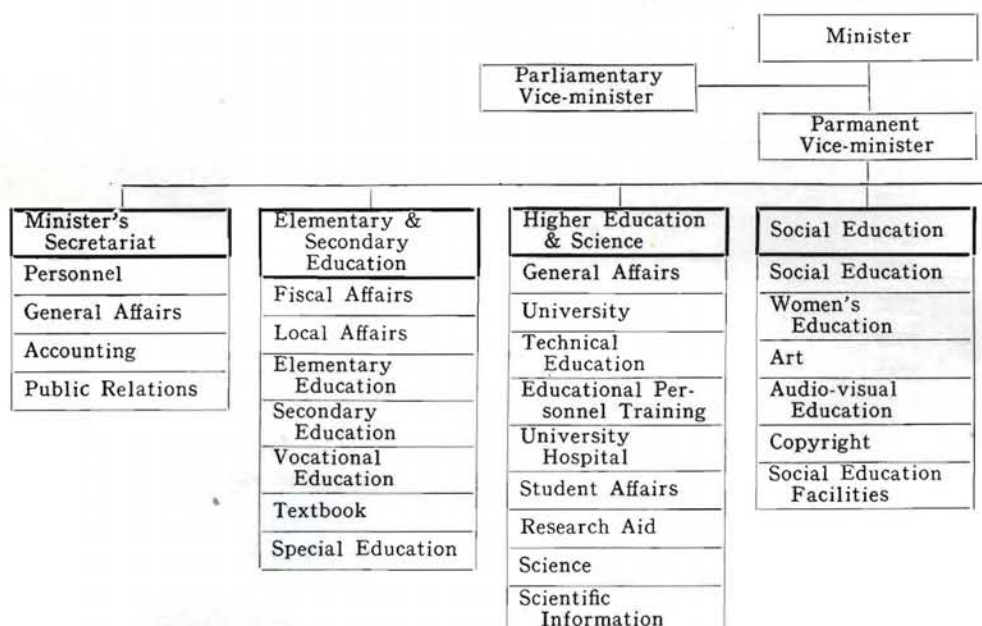 Minister
Parliamentary
Vice-minister
Parmanent
Vice-minister
Minister's
Secretariat
Personnel
General Affairs
Accounting
Public Relations
Elementary &
Secondary
Education
Fiscal Affairs
Local Affairs
Elementary
Education
Secondary
Education
Vocational
Education
Textbook
Special Education
Higher Education
& Science
General Affairs
University
Technical
Education
Educational Per-
sonnel Training
University
Hospital
Student Affairs
Research Aid
Science
Scientific
Information
Social Education
Social Education
Women's
Education
Art
Audio-visual
Education
Copyright
Social Education
Facilities